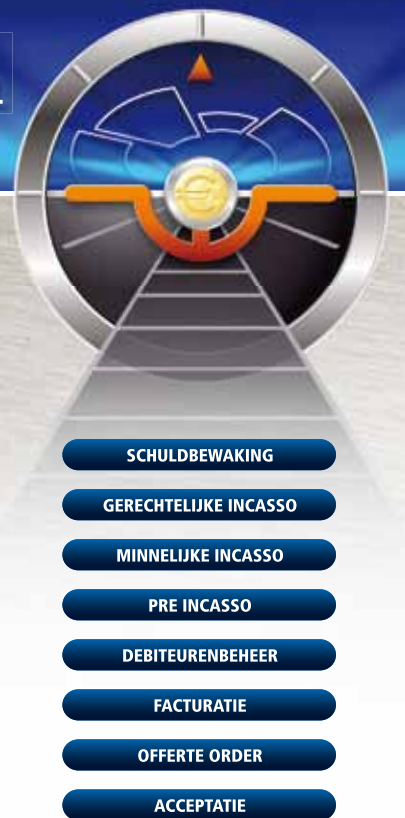 SCHULDBEWAKING
GERECHTELIJKE INCASSO
MINNELIJKE INCASSO
PRE INCASSO
DEBITEURENBEHEER
FACTURATIE
OFFERTE ORDER
ACCEPTATIE